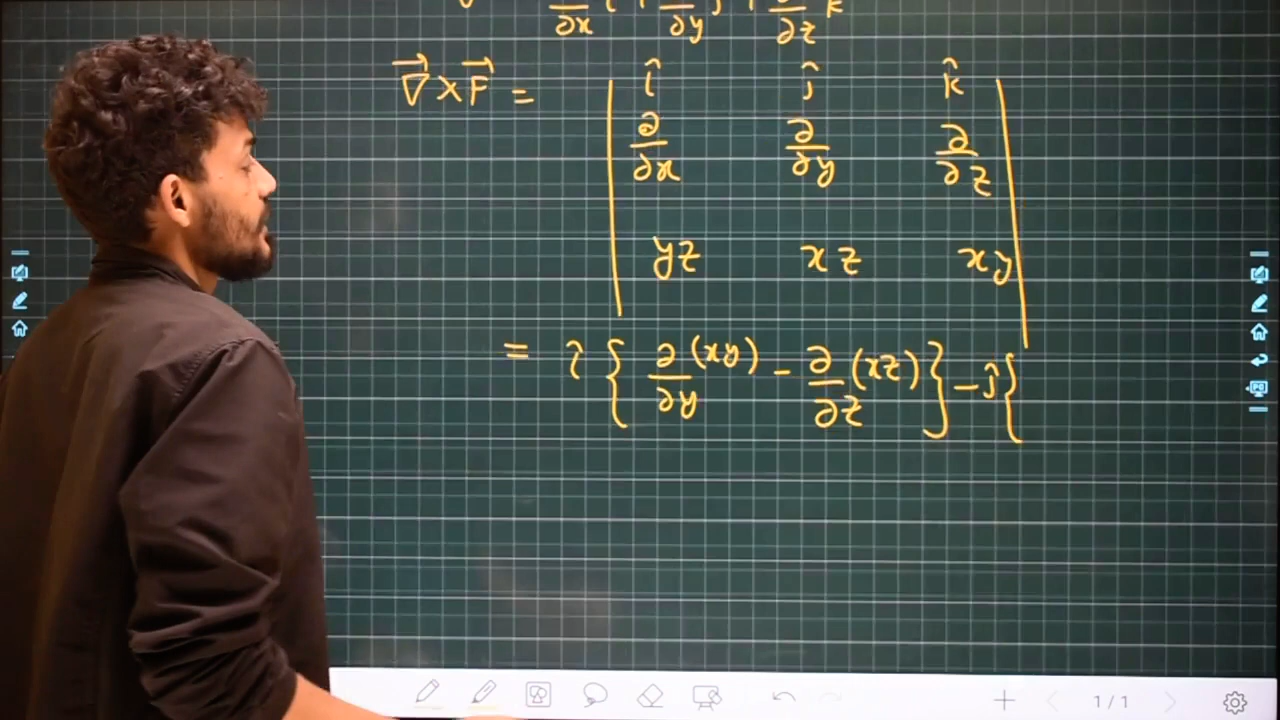 ∂x ∂y ∂z k
∇⃗ × F⃗ = | î ĵ k̂
∂/∂x ∂/∂y ∂/∂z
yz xz xy |
= î { ∂/∂y (xy) - ∂/∂z (xz) } - ĵ {
1/1